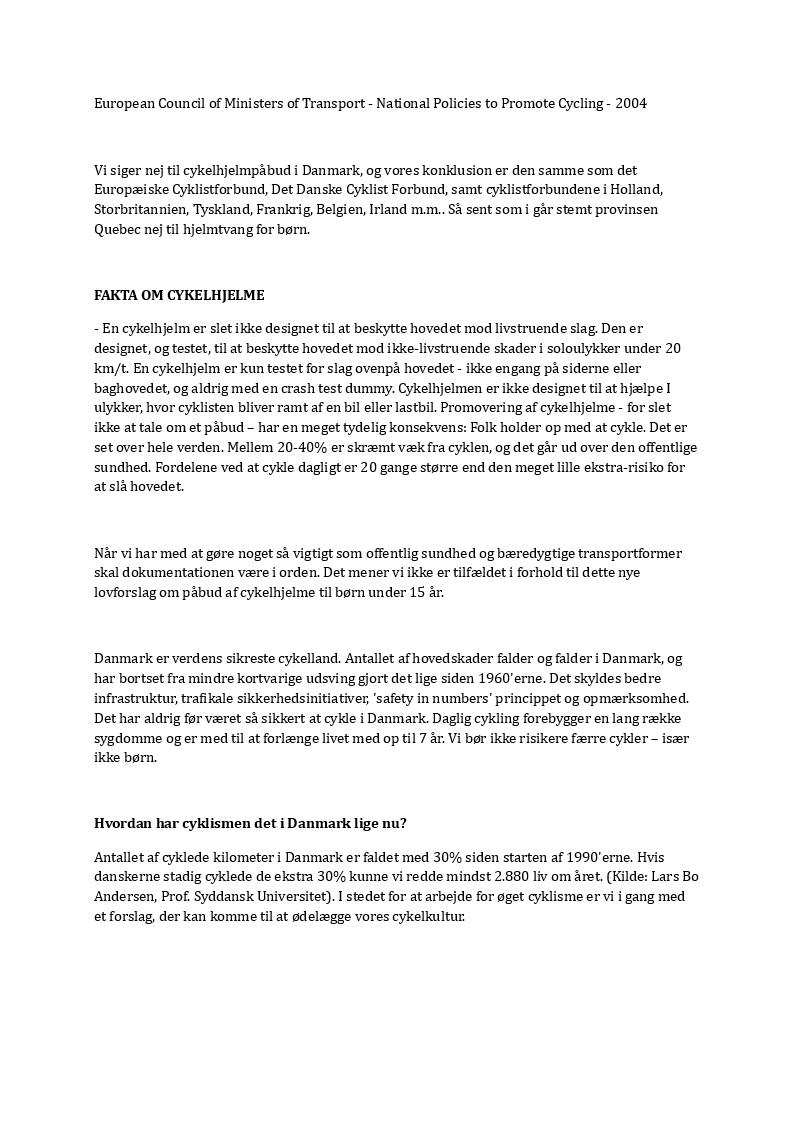 European Council of Ministers of Transport - National Policies to Promote Cycling - 2004
Vi siger nej til cykelhjelmpåbud i Danmark, og vores konklusion er den samme som det
Europæiske Cyklistforbund, Det Danske Cyklist Forbund, samt cyklistforbundene i Holland,
Storbritannien, Tyskland, Frankrig, Belgien, Irland m.m.. Så sent som i går stemt provinsen
Quebec nej til hjelmtvang for børn.
FAKTA OM CYKELHJELME
- En cykelhjelm er slet ikke designet til at beskytte hovedet mod livstruende slag. Den er
designet, og testet, til at beskytte hovedet mod ikke-livstruende skader i soloulykker under 20
km/t. En cykelhjelm er kun testet for slag ovenpå hovedet - ikke engang på siderne eller
baghovedet, og aldrig med en crash test dummy. Cykelhjelmen er ikke designet til at hjælpe I
ulykker, hvor cyklisten bliver ramt af en bil eller lastbil. Promovering af cykelhjelme - for slet
ikke at tale om et påbud – har en meget tydelig konsekvens: Folk holder op med at cykle. Det er
set over hele verden. Mellem 20-40% er skræmt væk fra cyklen, og det går ud over den offentlige
sundhed. Fordelene ved at cykle dagligt er 20 gange større end den meget lille ekstra-risiko for
at slå hovedet.
Når vi har med at gøre noget så vigtigt som offentlig sundhed og bæredygtige transportformer
skal dokumentationen være i orden. Det mener vi ikke er tilfældet i forhold til dette nye
lovforslag om påbud af cykelhjelme til børn under 15 år.
Danmark er verdens sikreste cykelland. Antallet af hovedskader falder og falder i Danmark, og
har bortset fra mindre kortvarige udsving gjort det lige siden 1960'erne. Det skyldes bedre
infrastruktur, trafikale sikkerhedsinitiativer, 'safety in numbers' princippet og opmærksomhed.
Det har aldrig før været så sikkert at cykle i Danmark. Daglig cykling forebygger en lang række
sygdomme og er med til at forlænge livet med op til 7 år. Vi bør ikke risikere færre cykler – især
ikke børn.
Hvordan har cyklismen det i Danmark lige nu?
Antallet af cyklede kilometer i Danmark er faldet med 30% siden starten af 1990'erne. Hvis
danskerne stadig cyklede de ekstra 30% kunne vi redde mindst 2.880 liv om året. (Kilde: Lars Bo
Andersen, Prof. Syddansk Universitet). I stedet for at arbejde for øget cyklisme er vi i gang med
et forslag, der kan komme til at ødelægge vores cykelkultur.